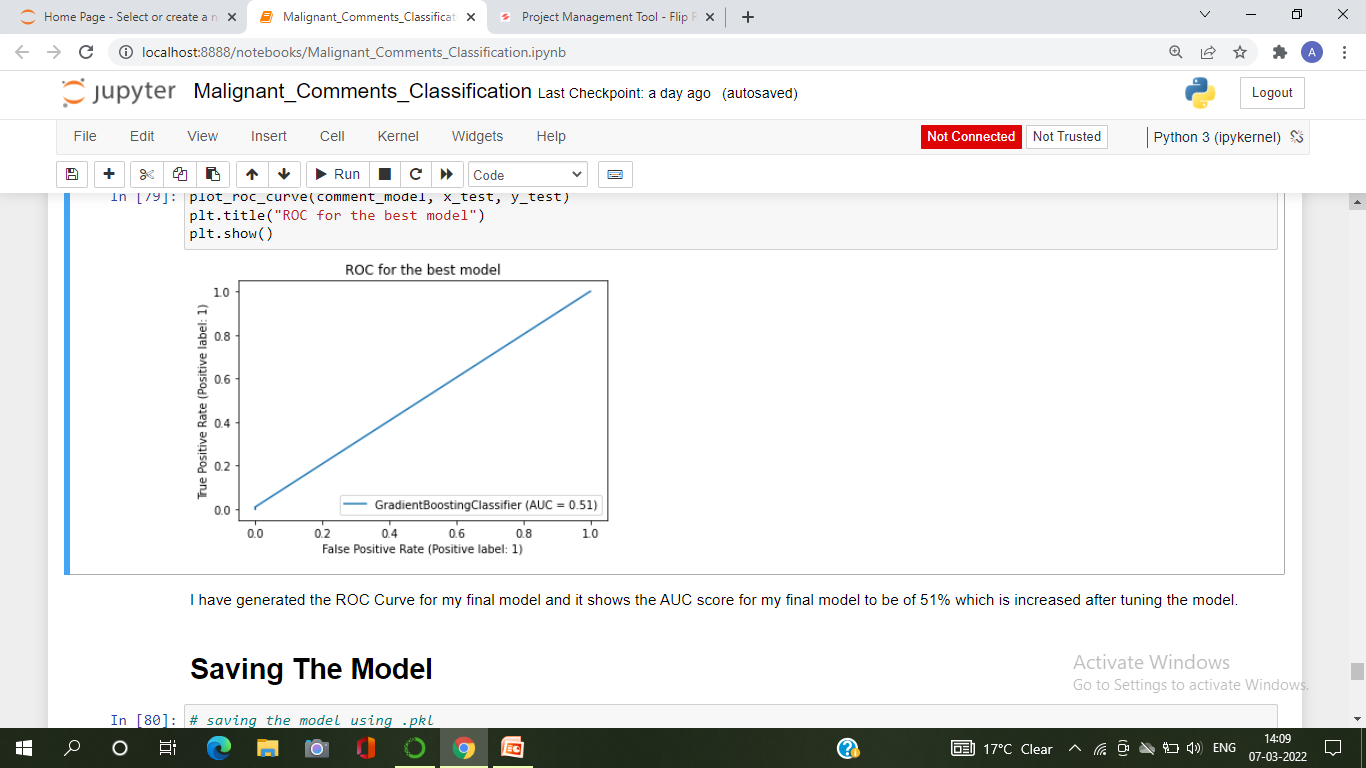 Home Page - Select or create a n
Malignant_Comments_Classificati
Project Management Tool - Flip R
localhost:8888/notebooks/Malignant_Comments_Classification.ipynb
A
jupyter Malignant_Comments_Classification Last Checkpoint: a day ago (autosaved)
Logout
File Edit View Insert Cell Kernel Widgets Help
Not Connected Not Trusted Python 3 (ipykernel)
Run Code
In [79]: plot_roc_curve(comment_model, x_test, y_test)
plt.title("ROC for the best model")
plt.show()
ROC for the best model
True Positive Rate (Positive label: 1)
1.0
0.8
0.6
0.4
0.2
0.0
GradientBoostingClassifier (AUC = 0.51)
0.0 0.2 0.4 0.6 0.8 1.0
False Positive Rate (Positive label: 1)
I have generated the ROC Curve for my final model and it shows the AUC score for my final model to be of 51% which is increased after tuning the model.
Saving The Model
Activate Windows
Go to Settings to activate Windows.
In [80]: # saving the model using .pkl
17°C Clear ENG 14:09
07-03-2022